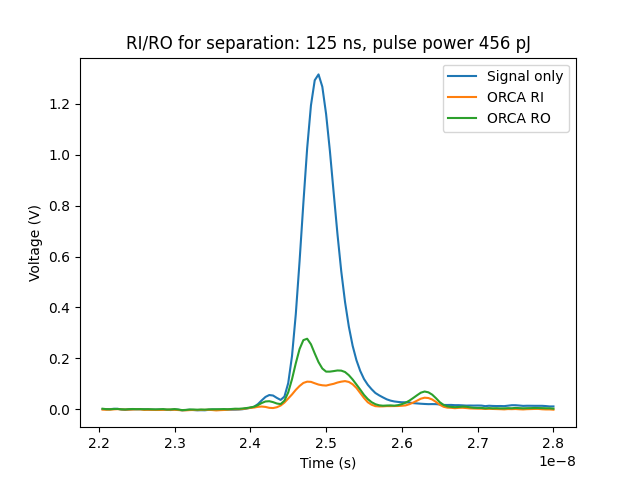 RI/RO for separation: 125 ns, pulse power 456 pJ
Signal only
ORCA RI
ORCA RO
Voltage (V)
1.2
1.0
0.8
0.6
0.4
0.2
0.0
2.2 2.3 2.4 2.5 2.6 2.7 2.8
1e−8
Time (s)